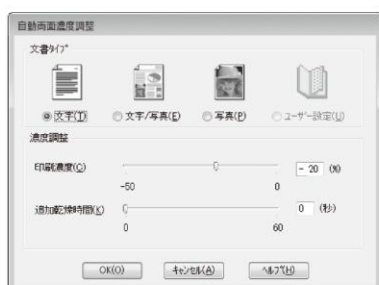 自動両面濃度調整
文書ﾀｲﾌﾟ
文字(T) 文字/写真(E) 写真(P) ユーザー設定(U)
濃度調整
印刷濃度(C) - 20 (%)
-50 0
追加乾燥時間(K) 0 (秒)
0 60
OK(O) ｷｬﾝｾﾙ(A) ﾍﾙﾌﾟ(H)